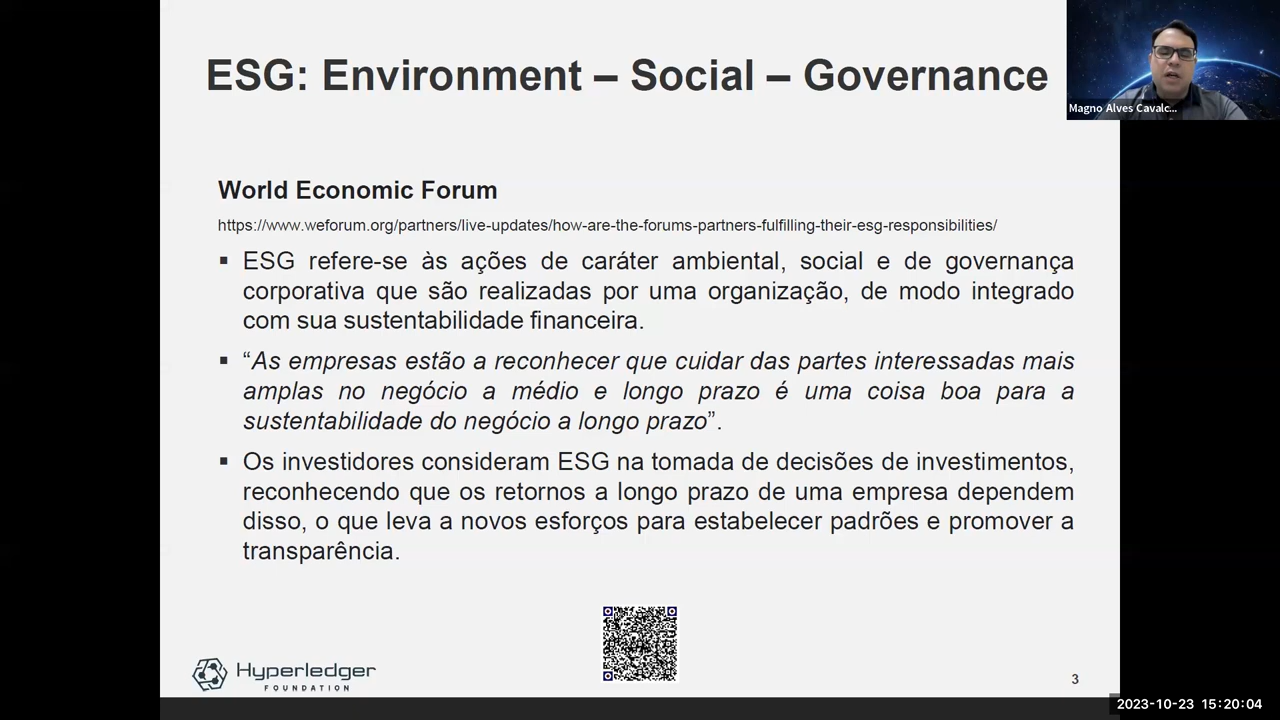 ESG: Environment – Social – Governance
Magno Alves Cavalc...
World Economic Forum
https://www.weforum.org/partners/live-updates/how-are-the-forums-partners-fulfilling-their-esg-responsibilities/
▪ ESG refere-se às ações de caráter ambiental, social e de governança
corporativa que são realizadas por uma organização, de modo integrado
com sua sustentabilidade financeira.
▪ “As empresas estão a reconhecer que cuidar das partes interessadas mais
amplas no negócio a médio e longo prazo é uma coisa boa para a
sustentabilidade do negócio a longo prazo”.
▪ Os investidores consideram ESG na tomada de decisões de investimentos,
reconhecendo que os retornos a longo prazo de uma empresa dependem
disso, o que leva a novos esforços para estabelecer padrões e promover a
transparência.
Hyperledger
FOUNDATION
3
2023-10-23 15:20:04